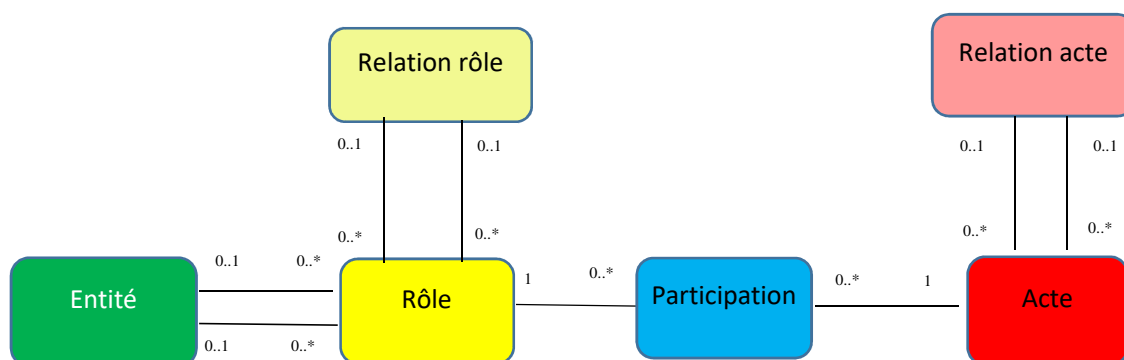 Relation rôle
Relation acte
0..1
0..1
0..1
0..1
0..*
0..*
0..*
0..*
0..1
0..*
1
0..*
0..*
1
Entité
Rôle
Participation
Acte
0..1
0..*